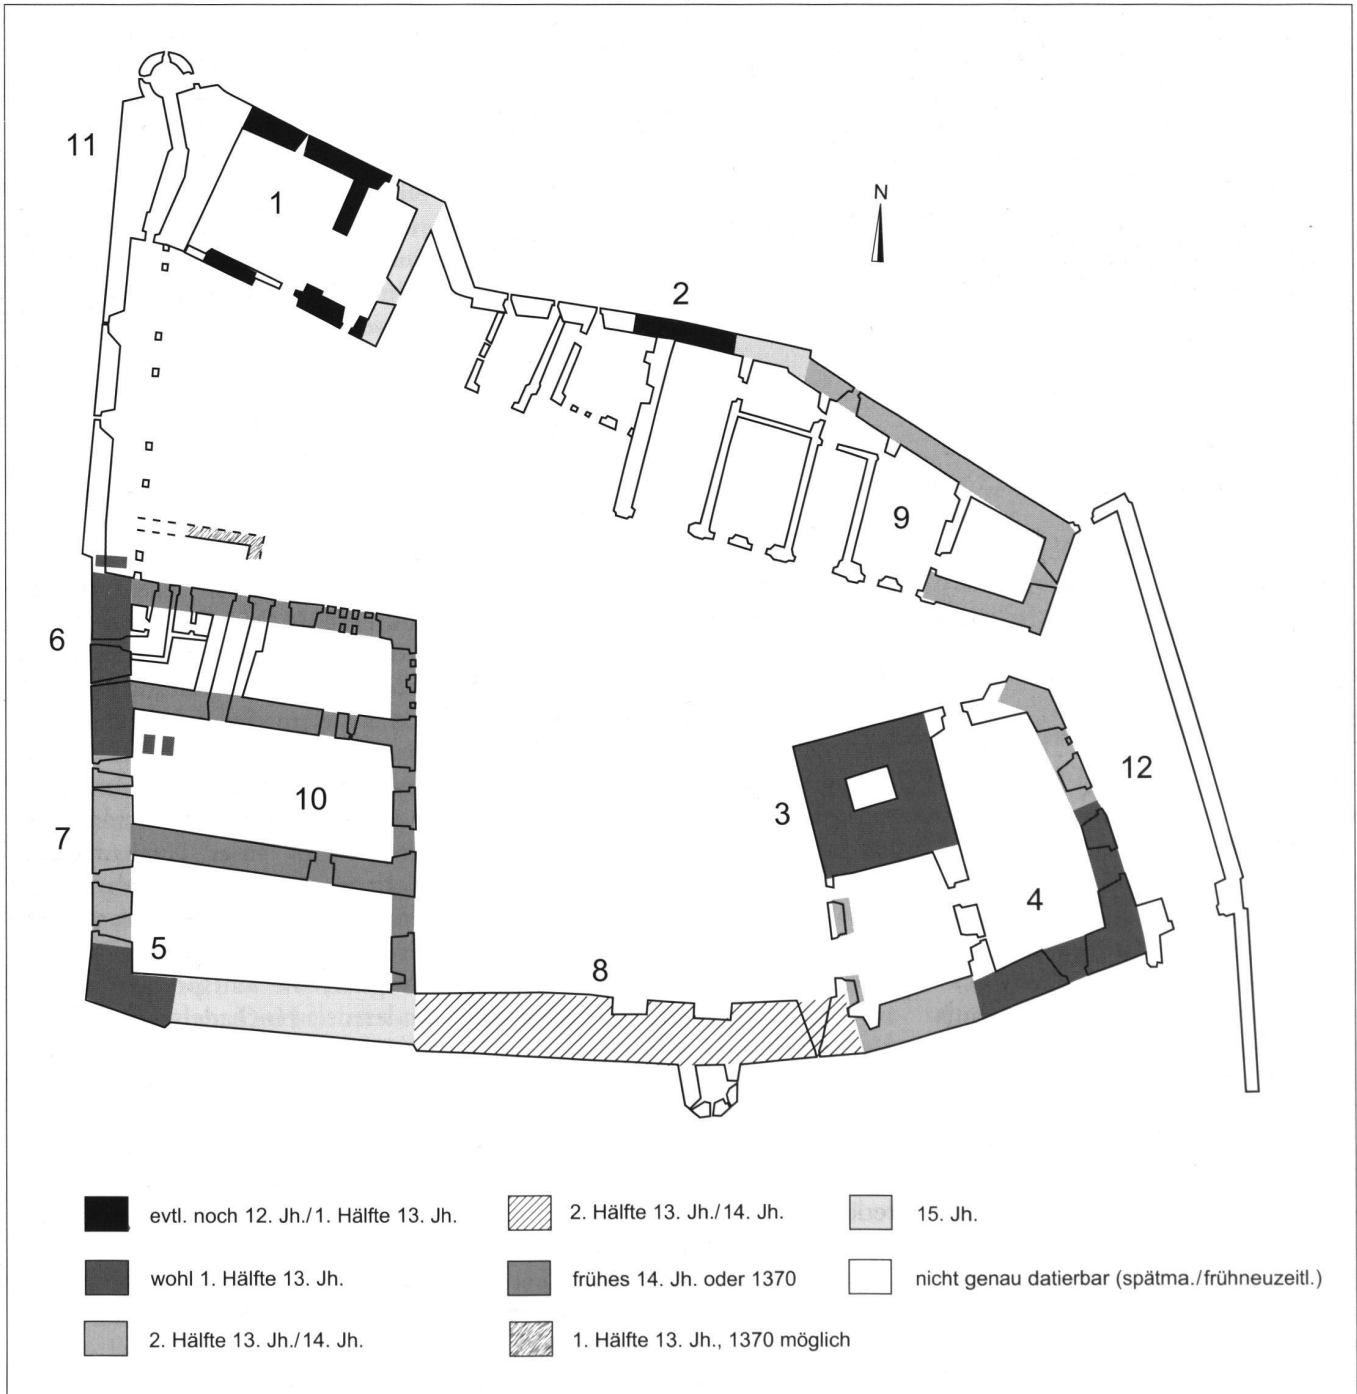 N
11
1
2
9
6
3
12
10
7
4
5
8
evtl. noch 12. Jh./1. Hälfte 13. Jh.
wohl 1. Hälfte 13. Jh.
2. Hälfte 13. Jh./14. Jh.
2. Hälfte 13. Jh./14. Jh.
frühes 14. Jh. oder 1370
1. Hälfte 13. Jh., 1370 möglich
15. Jh.
nicht genau datierbar (spätma./frühneuzeitl.)